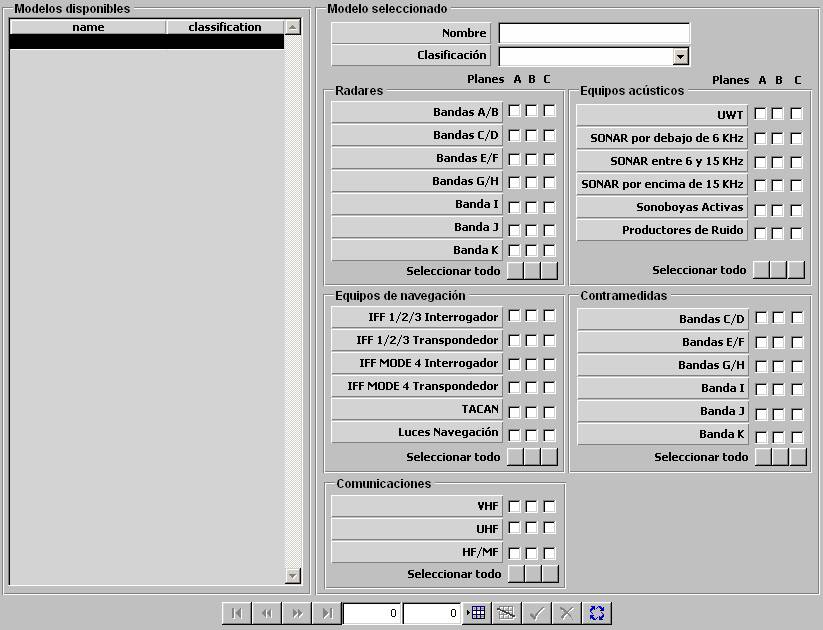 Modelos disponibles
name classification
Modelo seleccionado
Nombre
Clasificación
Planes A B C
Radares
Bandas A/B
Bandas C/D
Bandas E/F
Bandas G/H
Banda I
Banda J
Banda K
Seleccionar todo
Planes A B C
Equipos acústicos
UWT
SONAR por debajo de 6 KHz
SONAR entre 6 y 15 KHz
SONAR por encima de 15 KHz
Sonoboyas Activas
Productores de Ruido
Seleccionar todo
Equipos de navegación
IFF 1/2/3 Interrogador
IFF 1/2/3 Transpondedor
IFF MODE 4 Interrogador
IFF MODE 4 Transpondedor
TACAN
Luces Navegación
Seleccionar todo
Contramedidas
Bandas C/D
Bandas E/F
Bandas G/H
Banda I
Banda J
Banda K
Seleccionar todo
Comunicaciones
VHF
UHF
HF/MF
Seleccionar todo
0 0